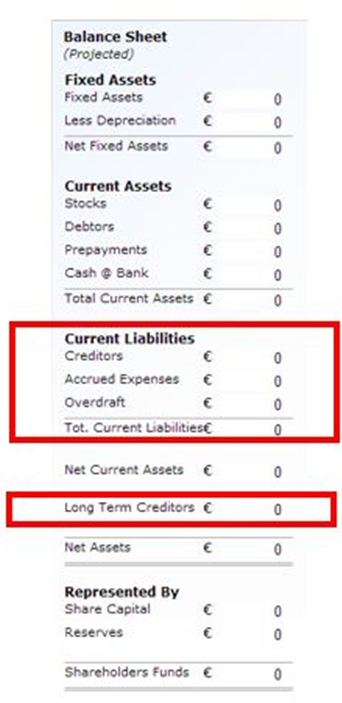 Balance Sheet
(Projected)
Fixed Assets
Fixed Assets € 0
Less Depreciation € 0
Net Fixed Assets € 0
Current Assets
Stocks € 0
Debtors € 0
Prepayments € 0
Cash @ Bank € 0
Total Current Assets € 0
Current Liabilities
Creditors € 0
Accrued Expenses € 0
Overdraft € 0
Tot. Current Liabilities€ 0
Net Current Assets € 0
Long Term Creditors € 0
Net Assets € 0
Represented By
Share Capital € 0
Reserves € 0
Shareholders Funds € 0